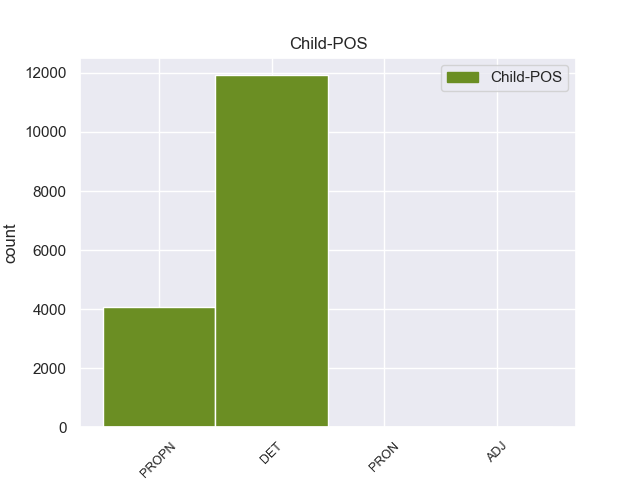 Child-POS
Child-POS
count
12000
10000
8000
6000
4000
2000
0
PROPN
DET
PRON
ADJ